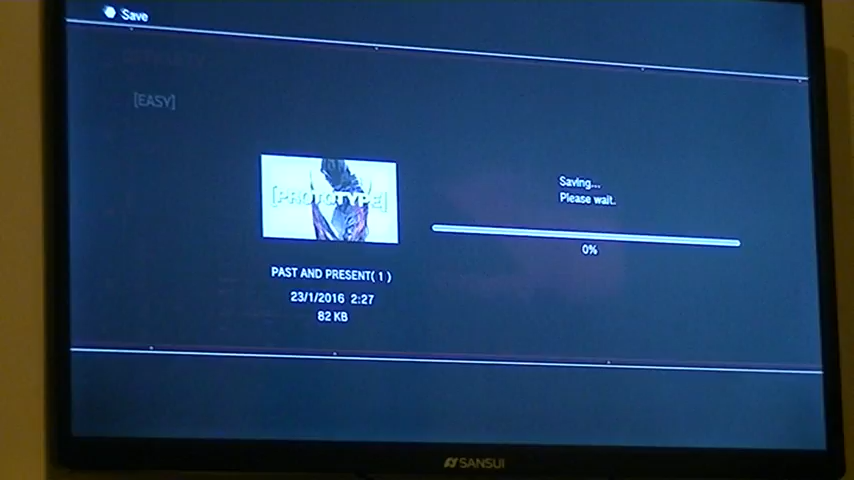 Save
[EASY]
[PROTOTYPE]
Saving...
Please wait.
0%
PAST AND PRESENT( 1 )
23/1/2016 2:27
82 KB
SANSUI